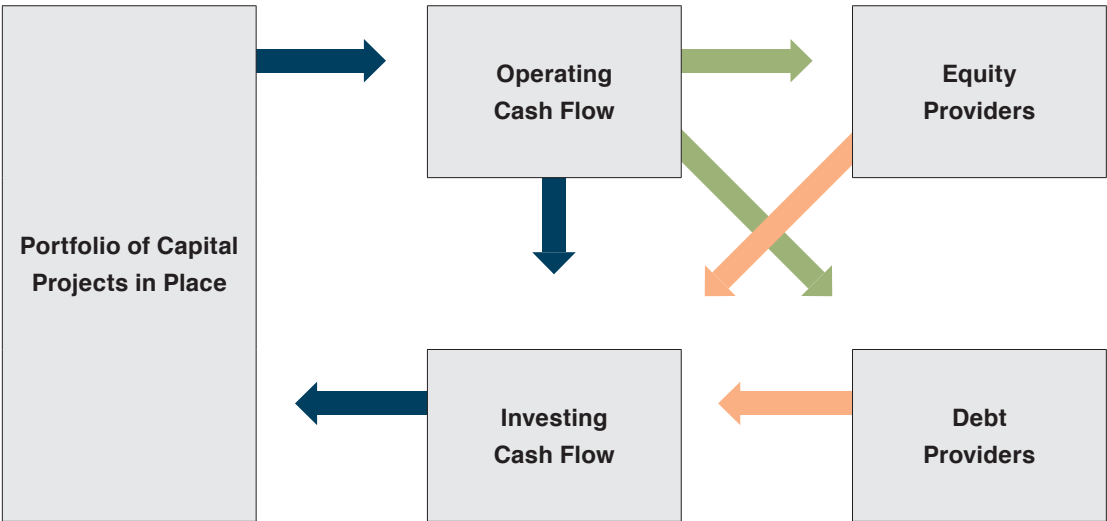 Portfolio of Capital
Projects in Place
Operating
Cash Flow
Equity
Providers
Investing
Cash Flow
Debt
Providers